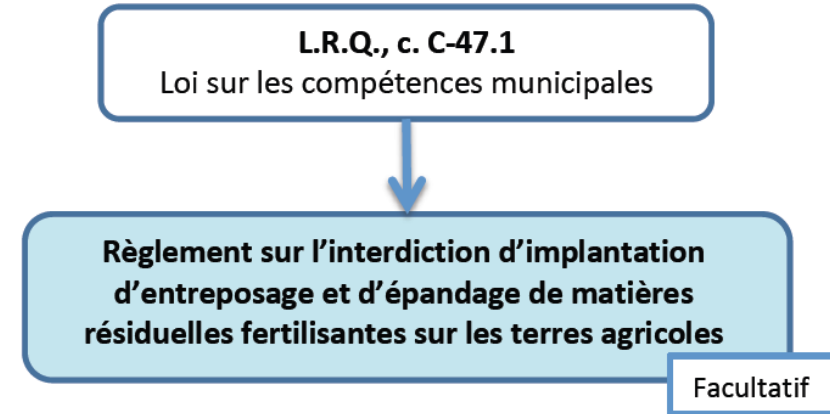 L.R.Q., c. C-47.1
Loi sur les compétences municipales
Règlement sur l’interdiction d’implantation
d’entreposage et d’épandage de matières
résiduelles fertilisantes sur les terres agricoles
Facultatif